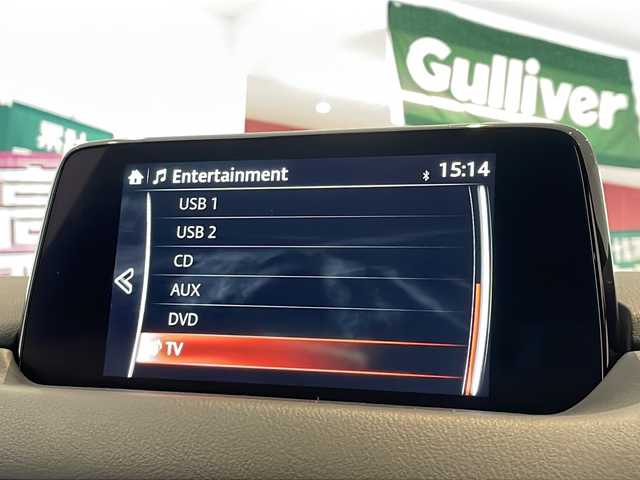 Gulliver
Entertainment
15:14
USB 1
USB 2
CD
AUX
DVD
TV